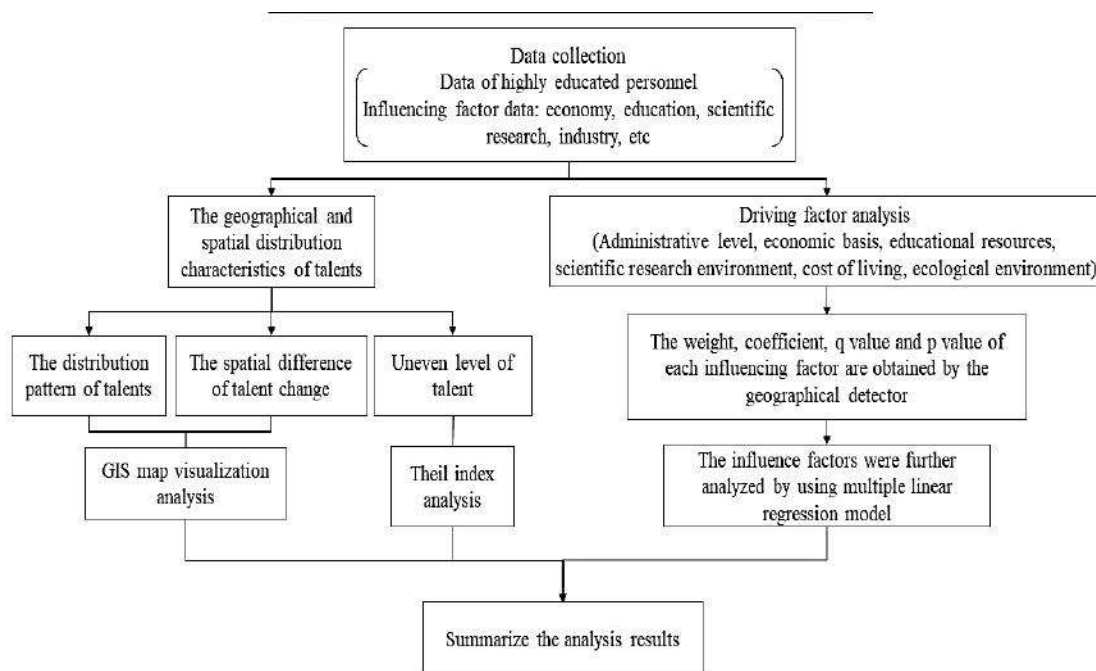 Data collection
Data of highly educated personnel
Influencing factor data: economy, education, scientific
research, industry, etc
The geographical and
spatial distribution
characteristics of talents
Driving factor analysis
(Administrative level, economic basis, educational resources,
scientific research environment, cost of living, ecological environment)
The distribution
pattern of talents
The spatial difference
of talent change
Uneven level of
talent
The weight, coefficient, q value and p value of
each influencing factor are obtained by the
geographical detector
GIS map visualization
analysis
Theil index
analysis
The influence factors were further
analyzed by using multiple linear
regression model
Summarize the analysis results